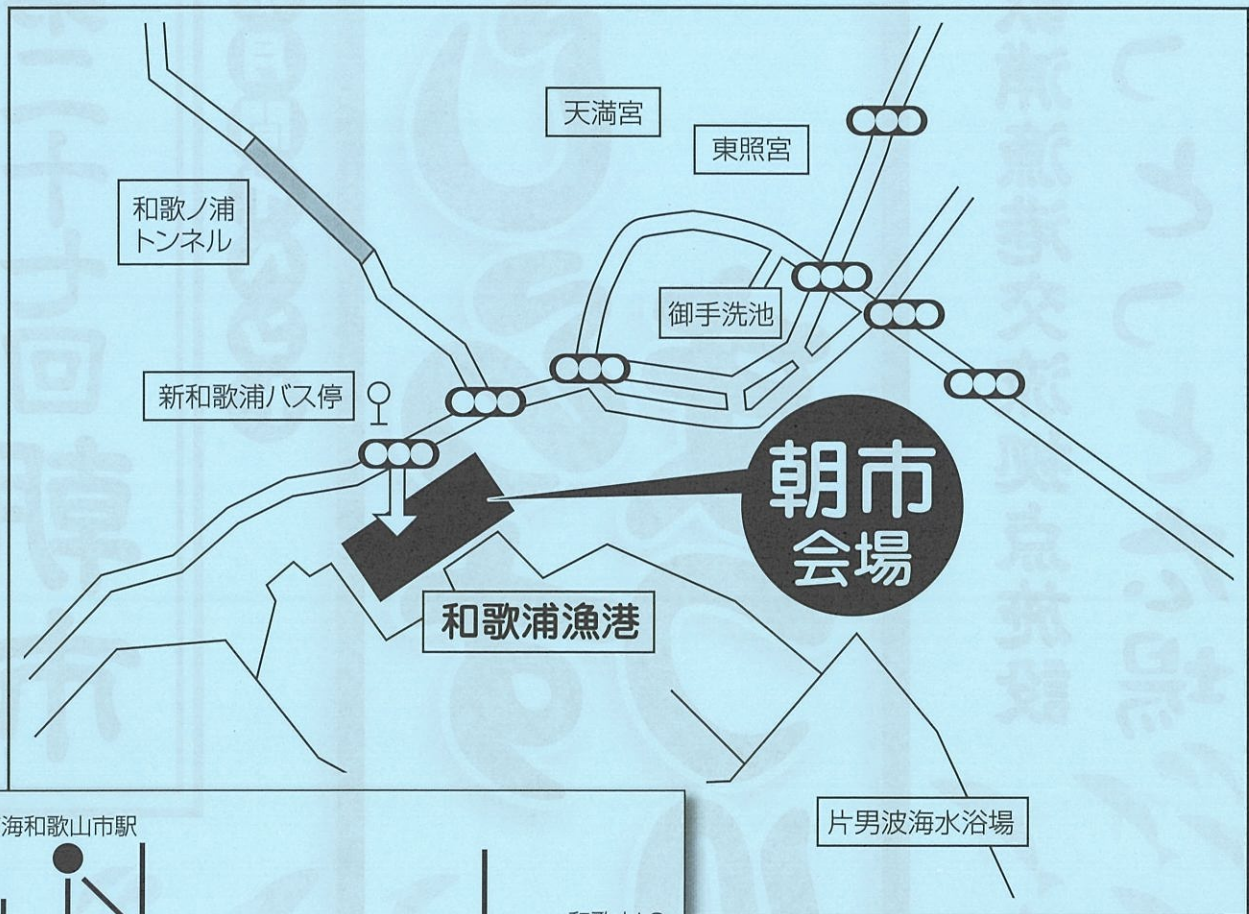 天満宮
東照宮
和歌ノ浦
トンネル
御手洗池
新和歌浦バス停
朝市
会場
和歌浦漁港
片男波海水浴場
海和歌山市駅